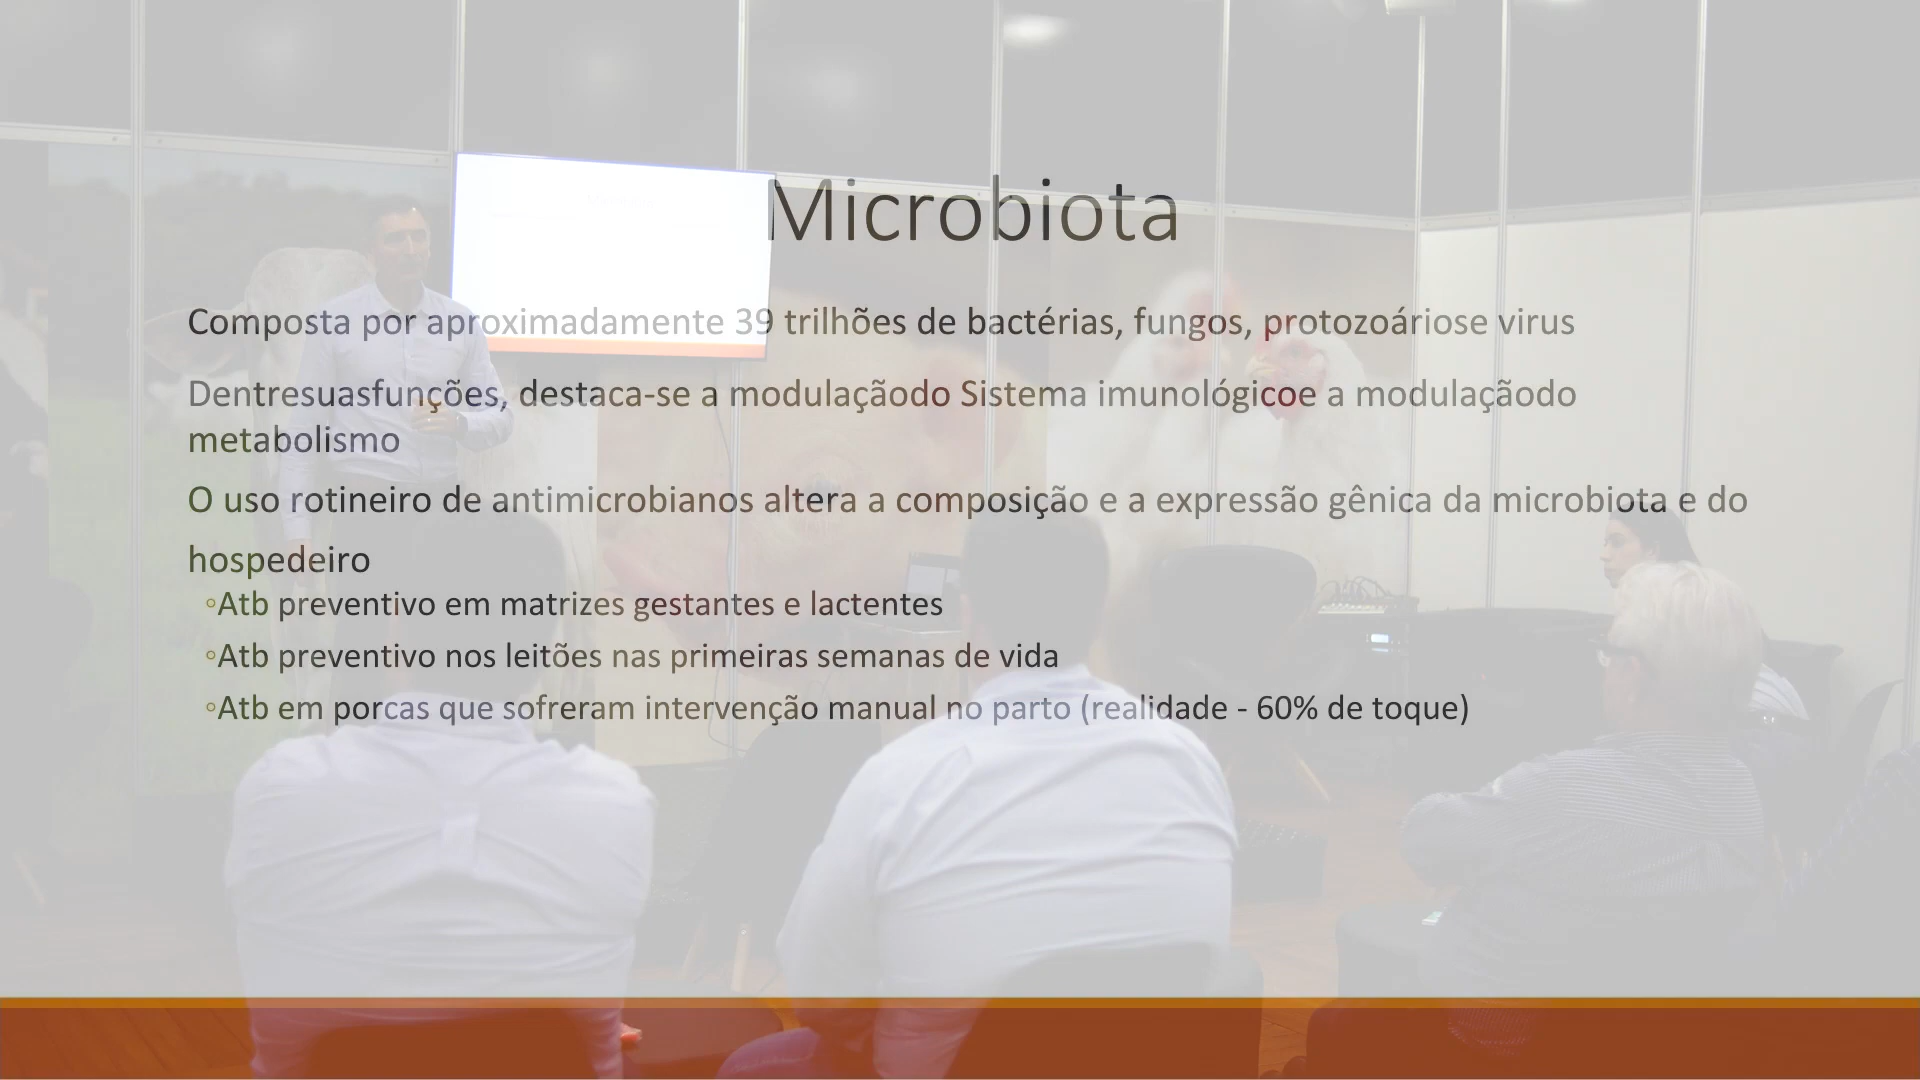 Microbiota
Composta por aproximadamente 39 trilhões de bactérias, fungos, protozoáriose virus
Dentresuasfunções, destaca-se a modulaçãodo Sistema imunológicoe a modulaçãodo
metabolismo
O uso rotineiro de antimicrobianos altera a composição e a expressão gênica da microbiota e do
hospedeiro
◦Atb preventivo em matrizes gestantes e lactentes
◦Atb preventivo nos leitões nas primeiras semanas de vida
◦Atb em porcas que sofreram intervenção manual no parto (realidade - 60% de toque)